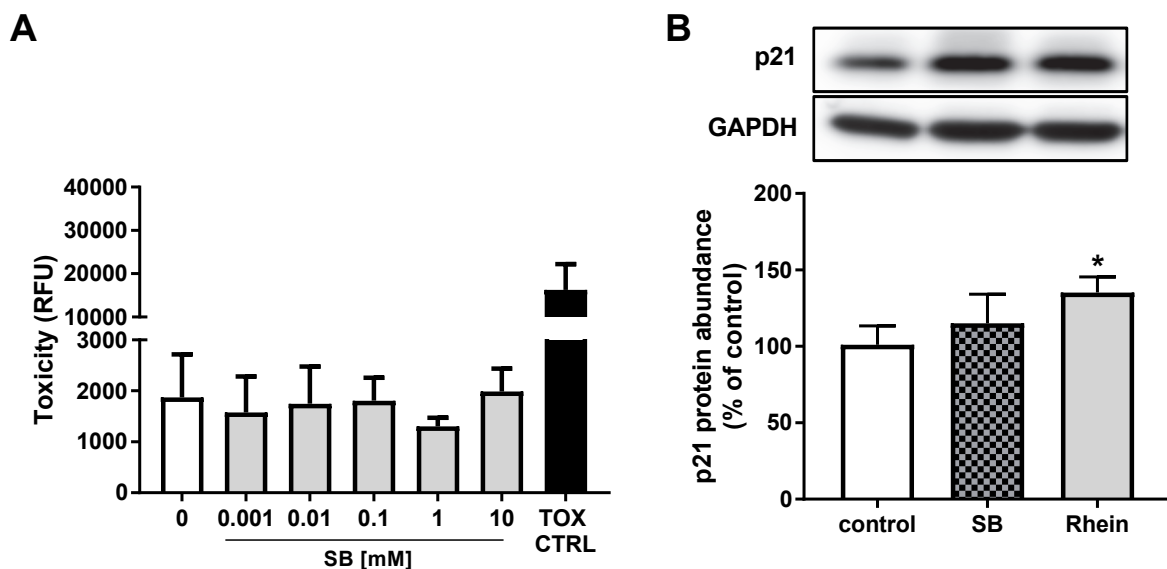 A
Toxicity (RFU)
40000
30000
20000
10000
3000
2000
1000
0
0 0.001 0.01 0.1 1 10 TOX
CTRL
SB [mM]
B
p21
GAPDH
p21 protein abundance
(% of control)
200
150
100
50
0
*
control SB Rhein